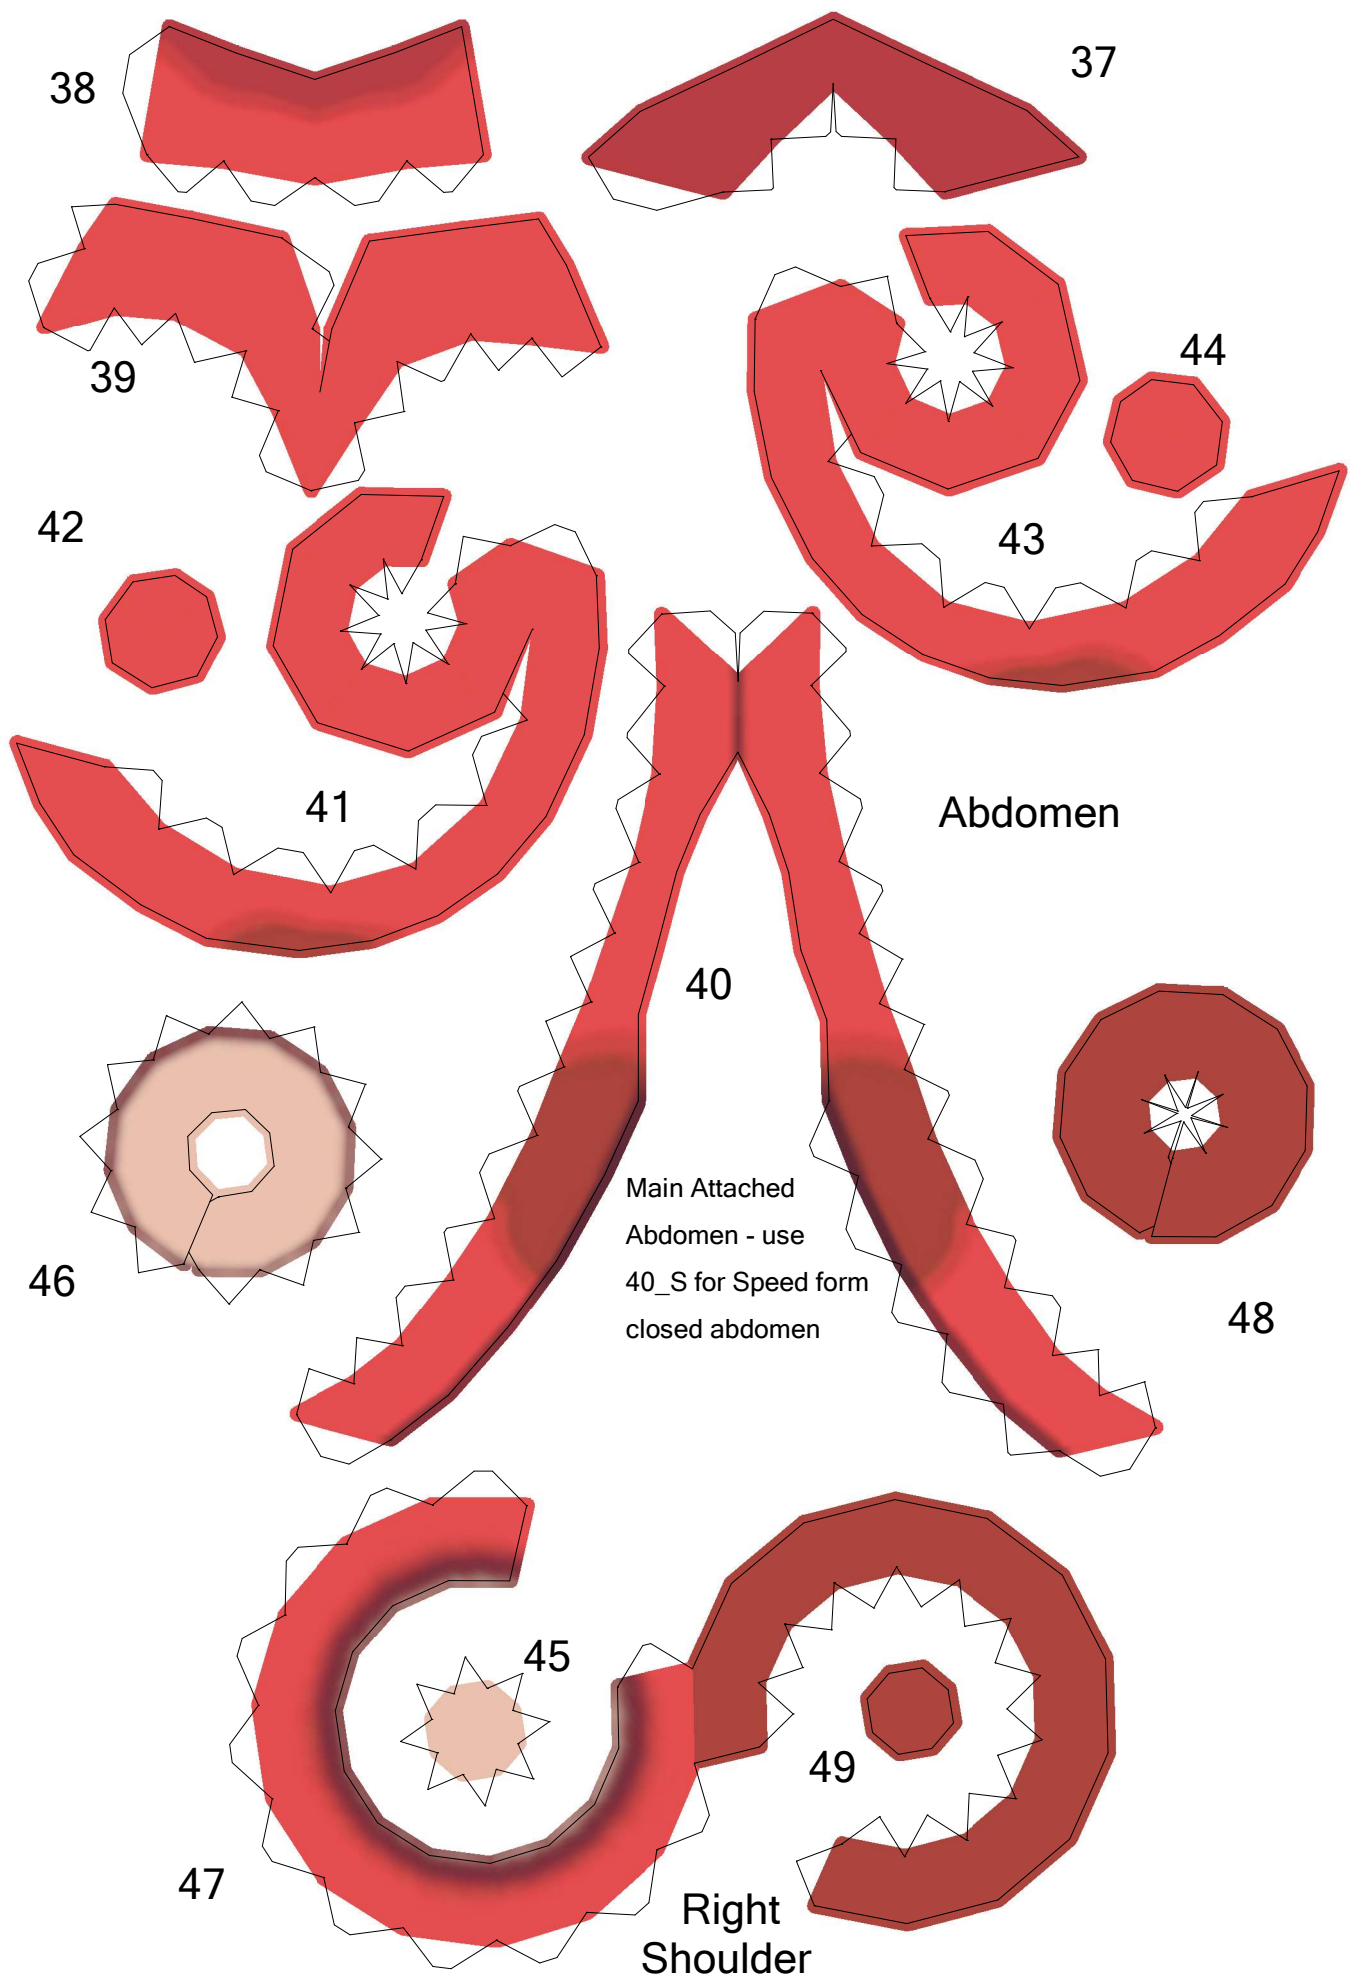 38
37
39
44
42
43
41
Abdomen
40
Main Attached
Abdomen - use
40_S for Speed form
closed abdomen
46
48
45
49
47
Right
Shoulder